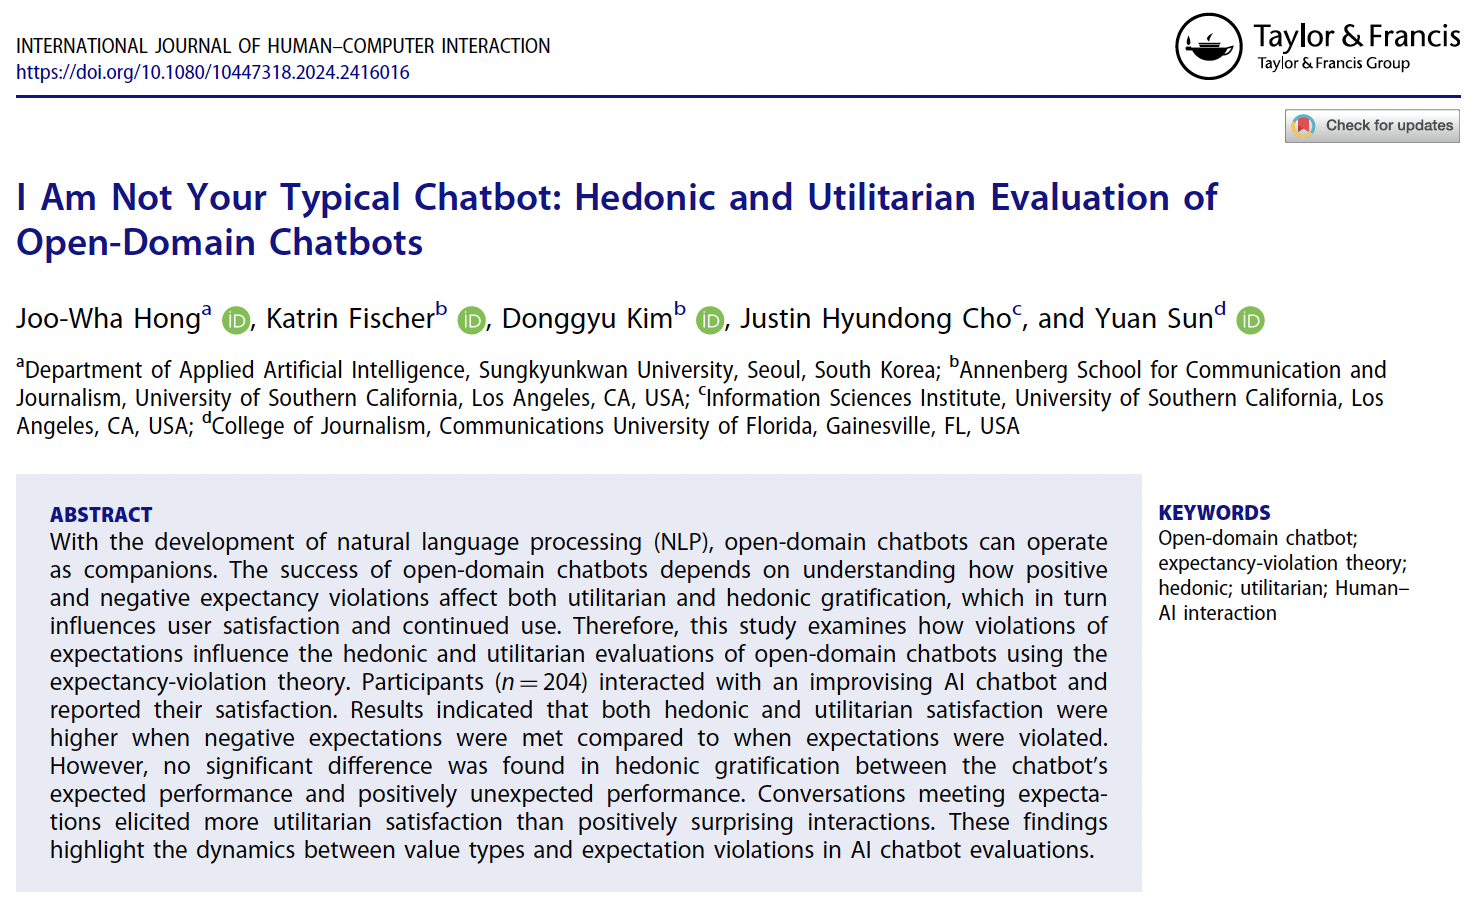 INTERNATIONAL JOURNAL OF HUMAN–COMPUTER INTERACTION
https://doi.org/10.1080/10447318.2024.2416016
Taylor & Francis
Taylor & Francis Group
Check for updates
I Am Not Your Typical Chatbot: Hedonic and Utilitarian Evaluation of
Open-Domain Chatbots
Joo-Wha Hongᵃ iD, Katrin Fischerᵇ iD, Donggyu Kimᵇ iD, Justin Hyundong Choᶜ, and Yuan Sunᵈ iD
ᵃDepartment of Applied Artificial Intelligence, Sungkyunkwan University, Seoul, South Korea; ᵇAnnenberg School for Communication and
Journalism, University of Southern California, Los Angeles, CA, USA; ᶜInformation Sciences Institute, University of Southern California, Los
Angeles, CA, USA; ᵈCollege of Journalism, Communications University of Florida, Gainesville, FL, USA
ABSTRACT
With the development of natural language processing (NLP), open-domain chatbots can operate
as companions. The success of open-domain chatbots depends on understanding how positive
and negative expectancy violations affect both utilitarian and hedonic gratification, which in turn
influences user satisfaction and continued use. Therefore, this study examines how violations of
expectations influence the hedonic and utilitarian evaluations of open-domain chatbots using the
expectancy-violation theory. Participants (n = 204) interacted with an improvising AI chatbot and
reported their satisfaction. Results indicated that both hedonic and utilitarian satisfaction were
higher when negative expectations were met compared to when expectations were violated.
However, no significant difference was found in hedonic gratification between the chatbot's
expected performance and positively unexpected performance. Conversations meeting expecta-
tions elicited more utilitarian satisfaction than positively surprising interactions. These findings
highlight the dynamics between value types and expectation violations in AI chatbot evaluations.
KEYWORDS
Open-domain chatbot;
expectancy-violation theory;
hedonic; utilitarian; Human–
AI interaction